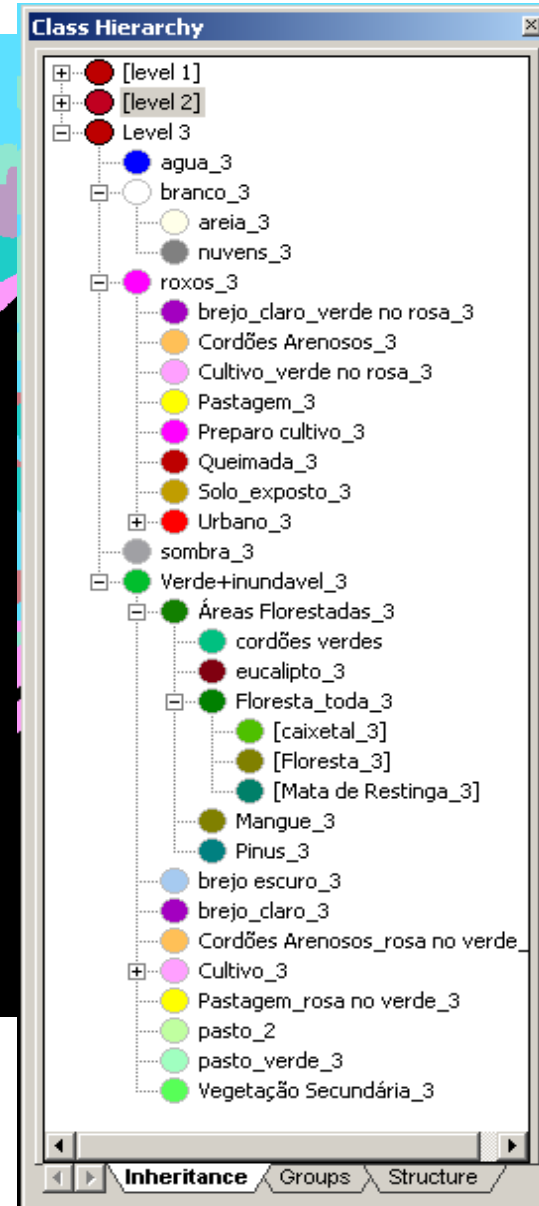 Class Hierarchy
[level 1]
[level 2]
Level 3
agua_3
branco_3
areia_3
nuvens_3
roxos_3
brejo_claro_verde no rosa_3
Cordões Arenosos_3
Cultivo_verde no rosa_3
Pastagem_3
Preparo cultivo_3
Queimada_3
Solo_exposto_3
Urbano_3
sombra_3
Verde+inundavel_3
Áreas Florestadas_3
cordões verdes
eucalipto_3
Floresta_toda_3
[caixetal_3]
[Floresta_3]
[Mata de Restinga_3]
Mangue_3
Pinus_3
brejo escuro_3
brejo_claro_3
Cordões Arenosos_rosa no verde_
Cultivo_3
Pastagem_rosa no verde_3
pasto_2
pasto_verde_3
Vegetação Secundária_3
Inheritance Groups Structure